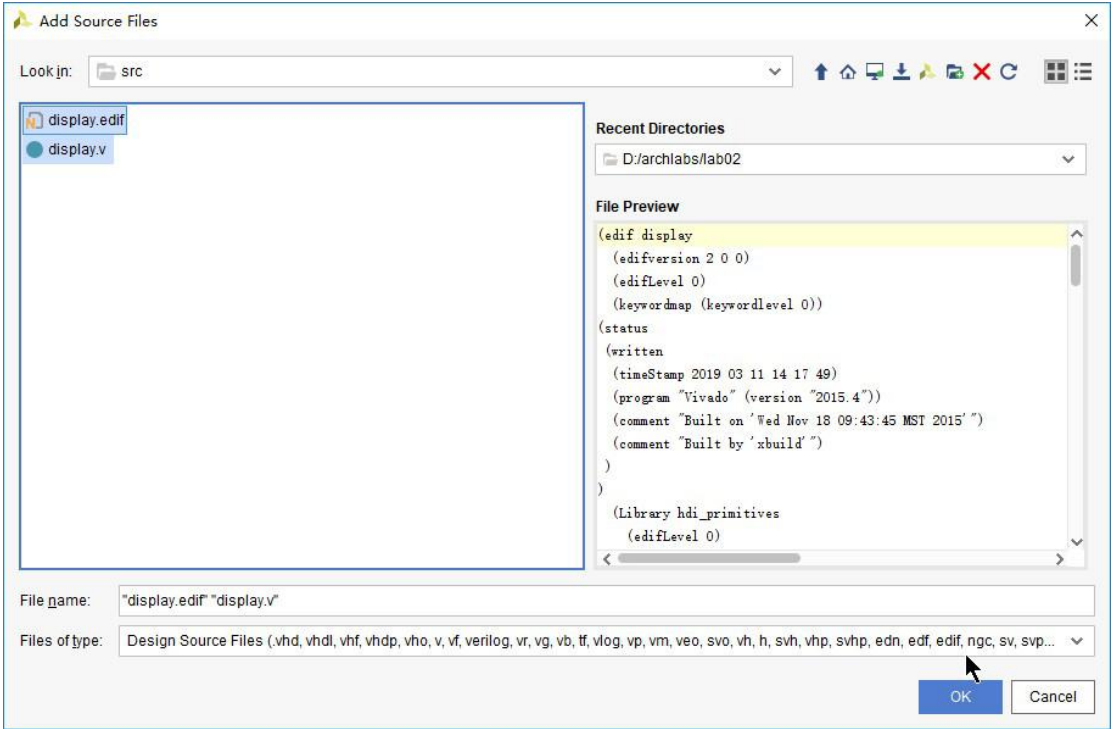 Add Source Files
Look in: src
display.edif
display.v
Recent Directories
D:/archlabs/lab02
File Preview
(edif display
(edifversion 2 0 0)
(edifLevel 0)
(keywordmap (keywordlevel 0))
(status
(written
(timeStamp 2019 03 11 14 17 49)
(program "Vivado" (version "2015.4"))
(comment "Built on 'Wed Nov 18 09:43:45 MST 2015'")
(comment "Built by 'xbuild'")
)
)
(Library hdi_primitives
(edifLevel 0)
File name: "display.edif" "display.v"
Files of type: Design Source Files (.vhd, vhdl, vhf, vhdp, vho, v, vf, verilog, vr, vg, vb, tf, vlog, vp, vm, veo, svo, vh, h, svh, vhp, svhp, edn, edf, edif, ngc, sv, svp...
OK Cancel